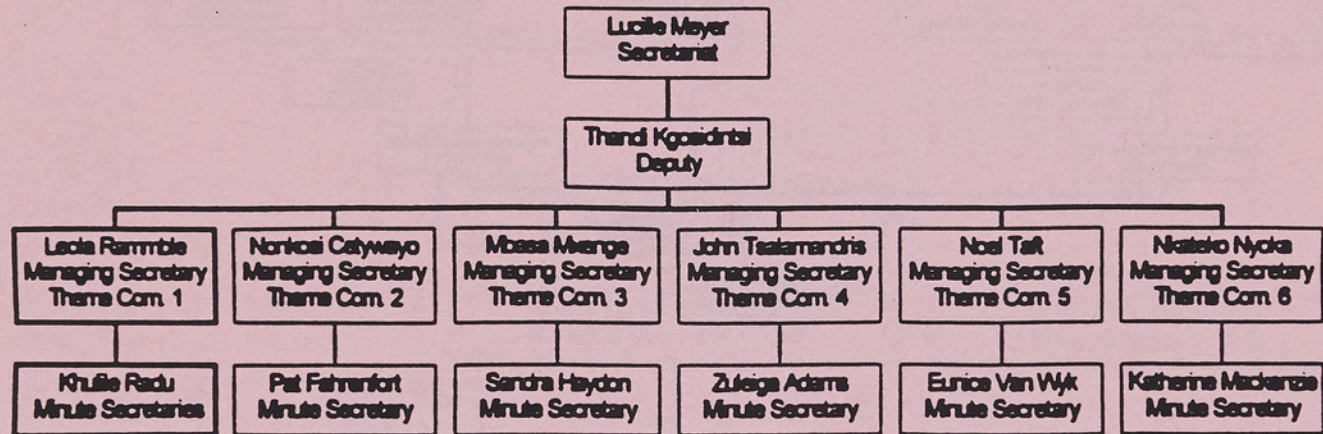 Lucille Meyer
Secretariat
Thandi Kgosidintsi
Deputy
Leola Rammble
Managing Secretary
Theme Com. 1
Nonkosi Cetywayo
Managing Secretary
Theme Com. 2
Mbasa Mxenge
Managing Secretary
Theme Com. 3
John Tsalamandris
Managing Secretary
Theme Com. 4
Noel Taft
Managing Secretary
Theme Com. 5
Nkateko Nyoka
Managing Secretary
Theme Com. 6
Radu
Minute Secretaries
Pat Fahrenfort
Minute Secretary
Sandra Haydon
Minute Secretary
Zuleiga Adams
Minute Secretary
Eunice Van Wyk
Minute Secretary
Katherine Mackenzie
Minute Secretary